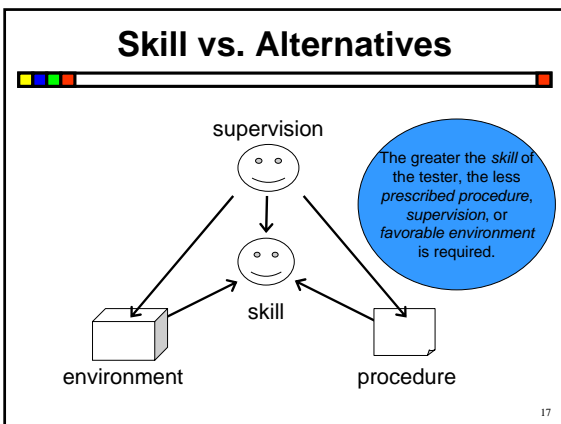 Skill vs. Alternatives
supervision
The greater the skill of
the tester, the less
prescribed procedure,
supervision, or
favorable environment
is required.
skill
environment
procedure
17